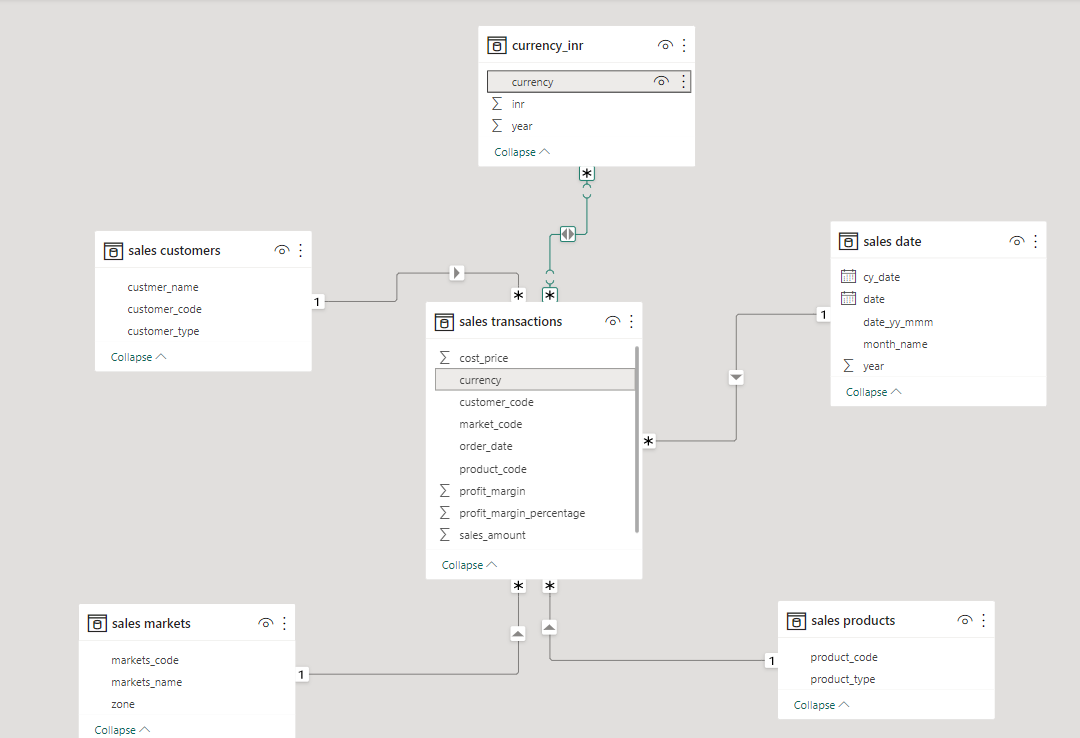 currency_inr
currency
Σ inr
Σ year
Collapse
*
sales customers
custmer_name
customer_code
customer_type
Collapse
1
*
*
sales date
cy_date
date
date_yy_mmm
month_name
Σ year
Collapse
1
sales transactions
Σ cost_price
currency
customer_code
market_code
order_date
product_code
Σ profit_margin
Σ profit_margin_percentage
Σ sales_amount
Collapse
*
*
*
sales markets
markets_code
markets_name
zone
Collapse
1
sales products
product_code
product_type
Collapse
1